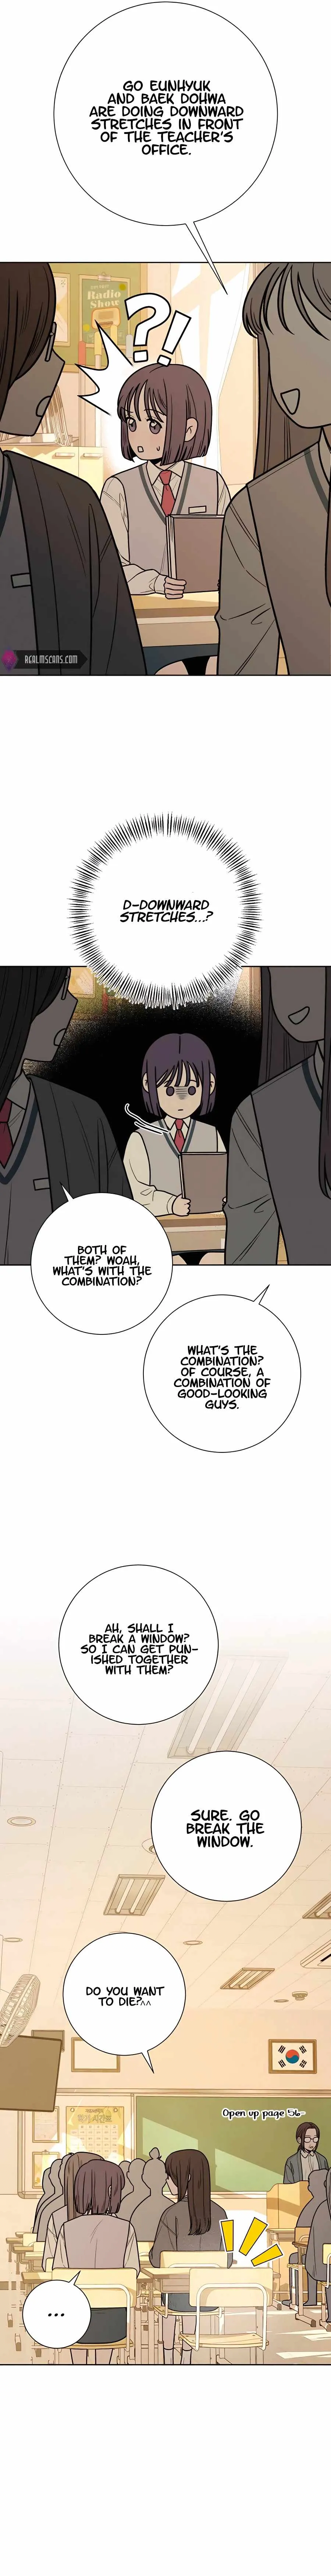 GO EUNHYUK
AND BAEK DOHWA
ARE DOING DOWNWARD
STRETCHES IN FRONT
OF THE TEACHER'S
OFFICE.
Radio
Show
?!
REALMSCANS.COM
D-DOWNWARD
STRETCHES...?
BOTH OF
THEM? WOAH,
WHAT'S WITH THE
COMBINATION?
WHAT'S THE
COMBINATION?
OF COURSE, A
COMBINATION OF
GOOD-LOOKING
GUYS.
AH, SHALL I
BREAK A WINDOW?
SO I CAN GET PUN-
ISHED TOGETHER
WITH THEM?
SURE. GO
BREAK THE
WINDOW.
DO YOU WANT
TO DIE?^^
Open up page 56-
...